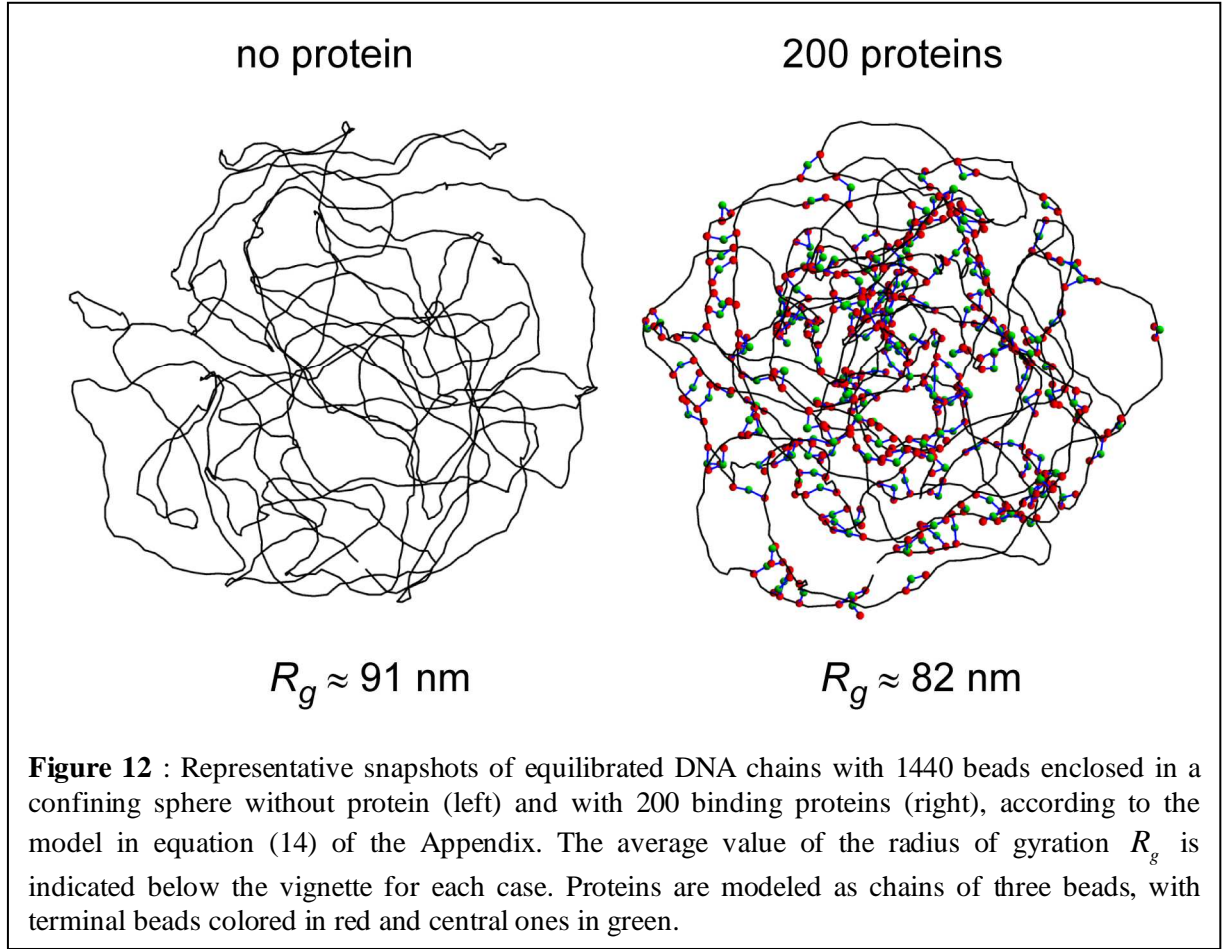 no protein
200 proteins
R_g ≈ 91 nm
R_g ≈ 82 nm
Figure 12 : Representative snapshots of equilibrated DNA chains with 1440 beads enclosed in a
confining sphere without protein (left) and with 200 binding proteins (right), according to the
model in equation (14) of the Appendix. The average value of the radius of gyration R_g is
indicated below the vignette for each case. Proteins are modeled as chains of three beads, with
terminal beads colored in red and central ones in green.